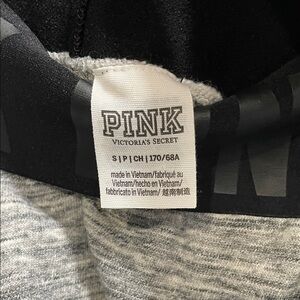 PINK
VICTORIA'S SECRET
S | P | CH | 170/68A
made in Vietnam/fabriqué au
Vietnam/hecho en Vietnam/
fabbricato in Vietnam/ 越南制造